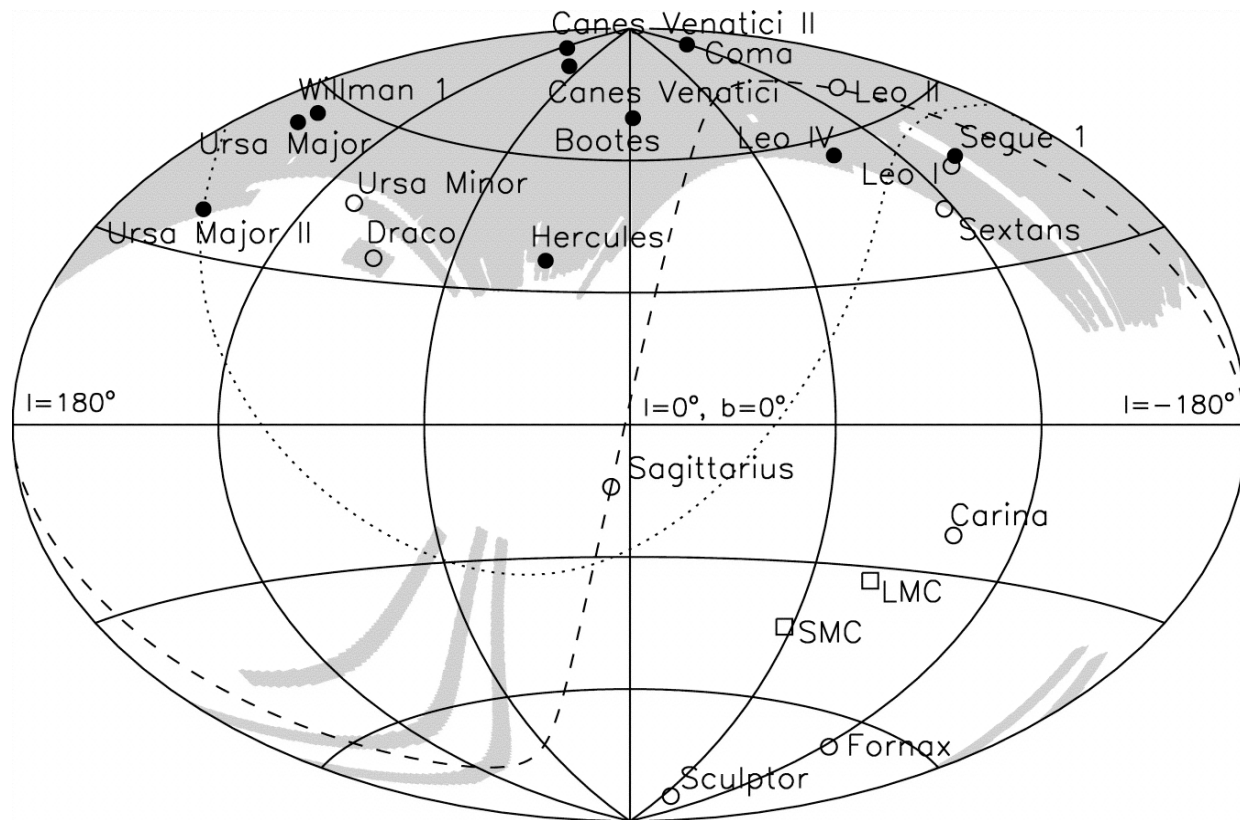 Canes Venatici II
Coma
Willman 1
Canes Venatici
Leo II
Ursa Major
Bootes
Leo IV
Segue 1
Leo I
Ursa Minor
Ursa Major II
Draco
Hercules
Sextans
l=180°
l=0°, b=0°
l=-180°
Sagittarius
Carina
LMC
SMC
Fornax
Sculptor